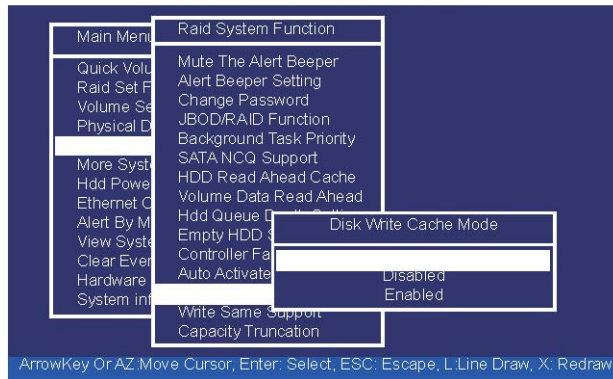 Main Menu
Quick Volu
Raid Set F
Volume Se
Physical D
More Syste
Hdd Powe
Ethernet C
Alert By M
View Syste
Clear Ever
Hardware
System inf
Raid System Function
Mute The Alert Beeper
Alert Beeper Setting
Change Password
JBOD/RAID Function
Background Task Priority
SATA NCQ Support
HDD Read Ahead Cache
Volume Data Read Ahead
Hdd Queue
Empty HDD
Controller Fa
Auto Activate
Write Same Support
Capacity Truncation
Disk Write Cache Mode
Disabled
Enabled
ArrowKey Or AZ:Move Cursor, Enter: Select, ESC: Escape, L:Line Draw, X: Redraw